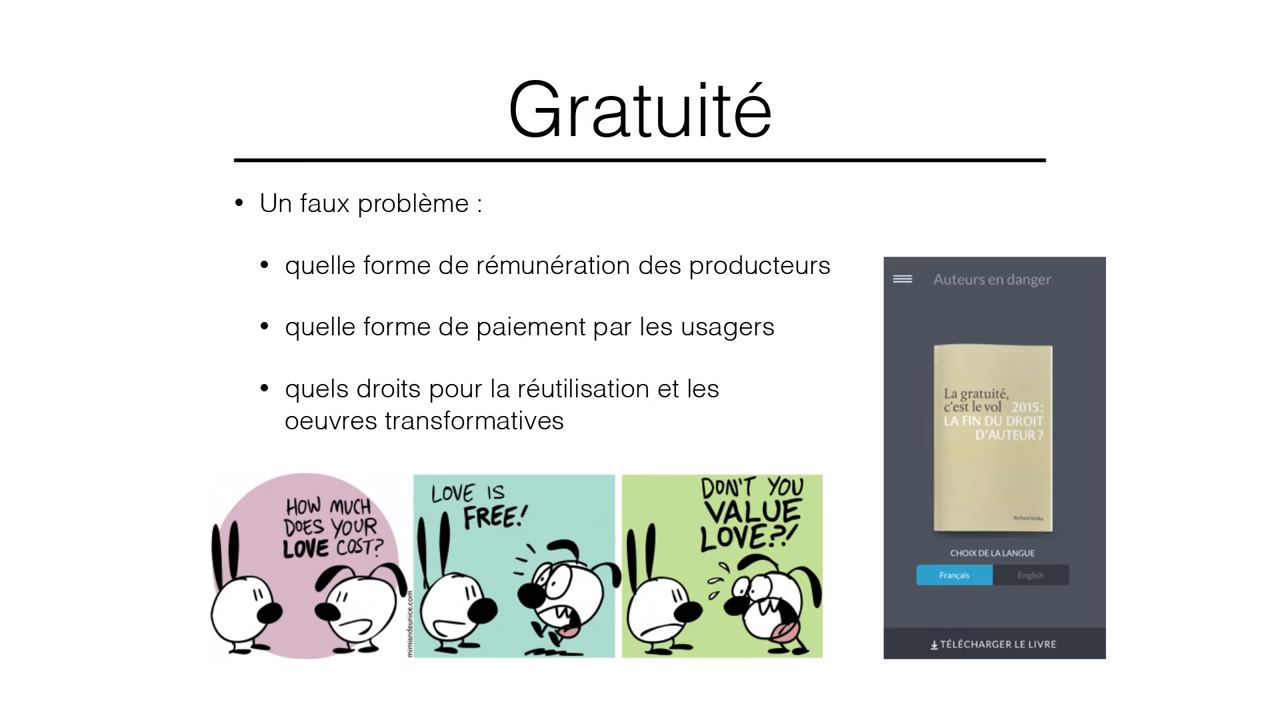 Gratuité
• Un faux problème :
• quelle forme de rémunération des producteurs
• quelle forme de paiement par les usagers
• quels droits pour la réutilisation et les
oeuvres transformatives
HOW MUCH
DOES YOUR
LOVE COST?
mimiandeunice.com
LOVE IS
FREE!
DON'T YOU
VALUE
LOVE?!
Auteurs en danger
La gratuité,
c'est le vol 2015:
LA FIN DU DROIT
D'AUTEUR?
Richard Malka
CHOIX DE LA LANGUE
Français English
TÉLÉCHARGER LE LIVRE